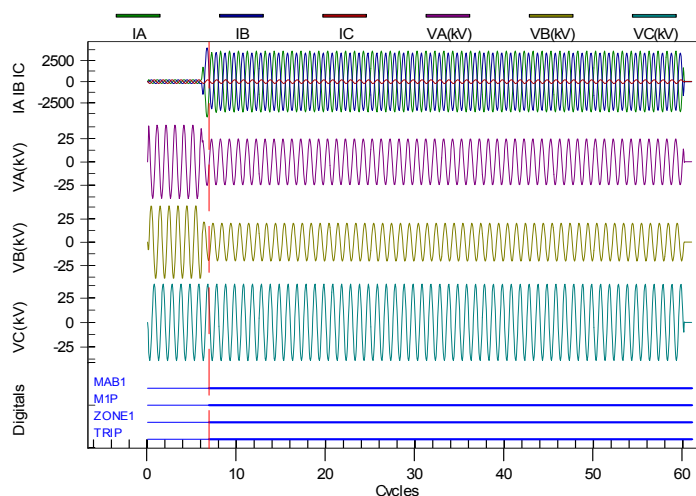 IA IB IC VA(kV) VB(kV) VC(kV)
IA IB IC
2500
0
-2500
VA(kV)
25
0
-25
VB(kV)
25
0
-25
VC(kV)
25
0
-25
Digitals
MAB1
M1P
ZONE1
TRIP
0 10 20 30 40 50 60
Cycles